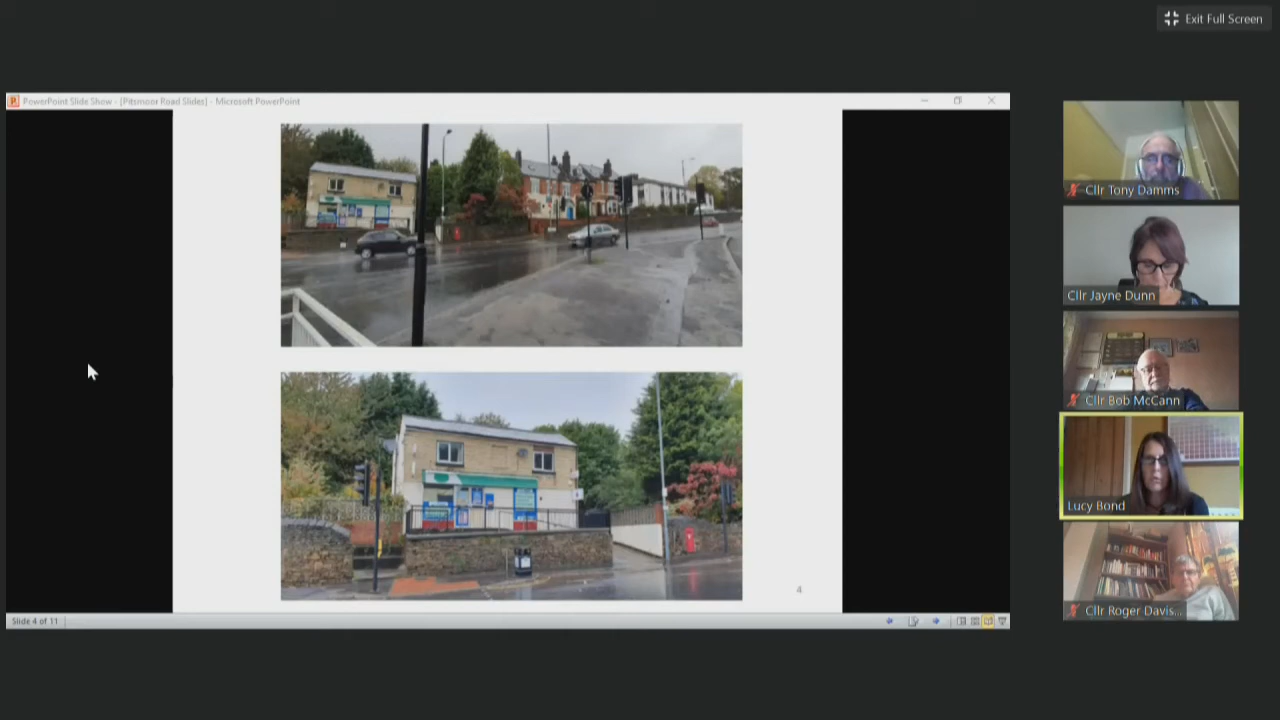 Exit Full Screen
PowerPoint Slide Show - [Pitsmoor Road Slides] - Microsoft PowerPoint
Cllr Tony Damms
Cllr Jayne Dunn
Cllr Bob McCann
Lucy Bond
Cllr Roger Davis...
4
Slide 4 of 11